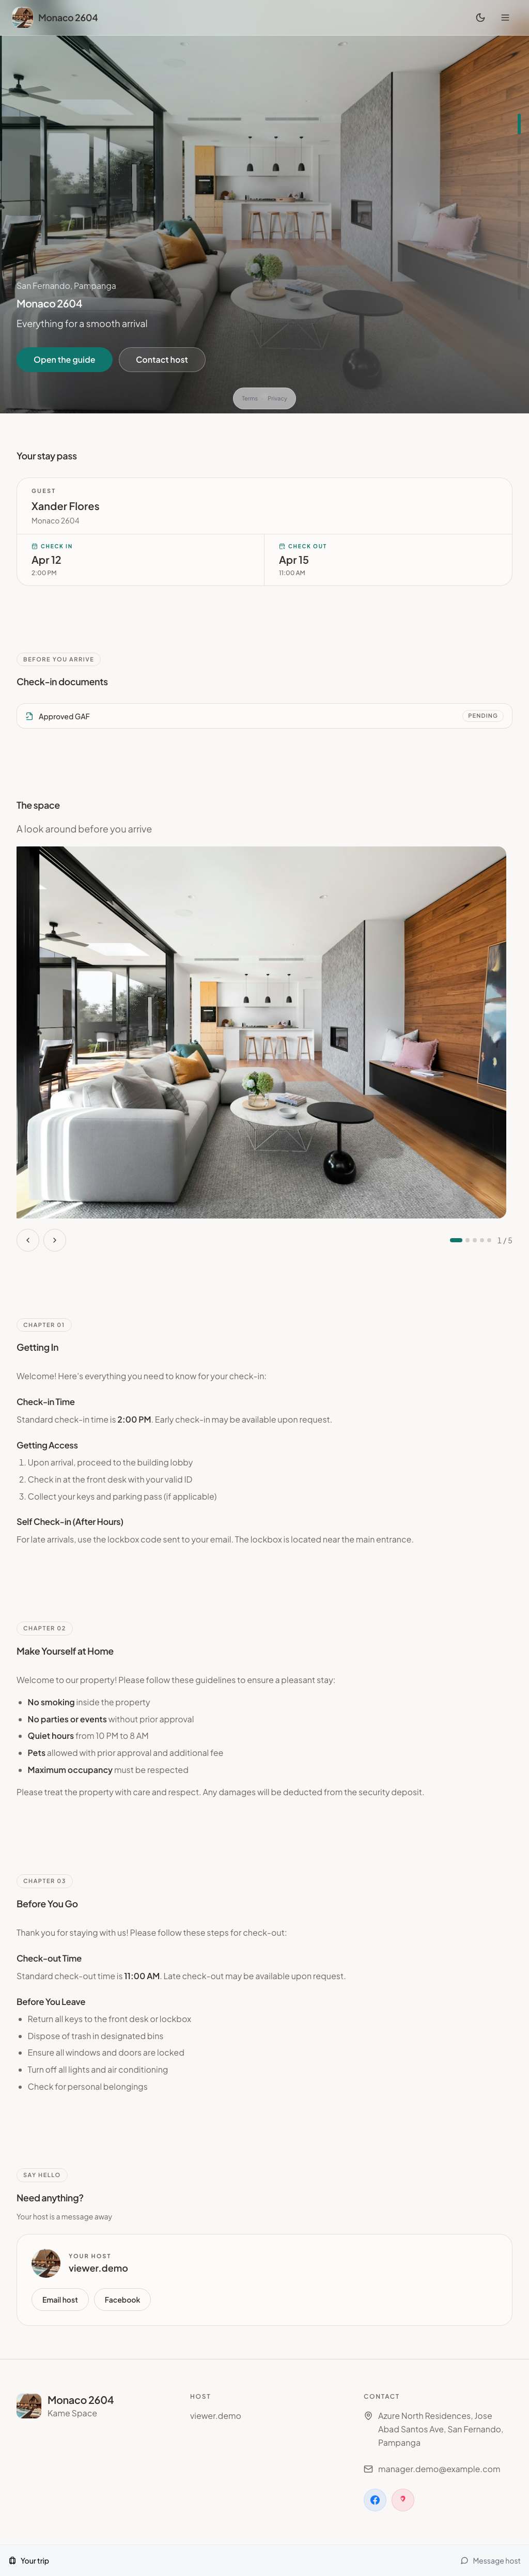 Monaco 2604
San Fernando, Pampanga
Monaco 2604
Everything for a smooth arrival
Open the guide
Contact host
Terms
Privacy
Your stay pass
GUEST
Xander Flores
Monaco 2604
CHECK IN
Apr 12
2:00 PM
CHECK OUT
Apr 15
11:00 AM
BEFORE YOU ARRIVE
Check-in documents
Approved GAF
PENDING
The space
A look around before you arrive
1 / 5
CHAPTER 01
Getting In
Welcome! Here's everything you need to know for your check-in:
Check-in Time
Standard check-in time is 2:00 PM. Early check-in may be available upon request.
Getting Access
1. Upon arrival, proceed to the building lobby
2. Check in at the front desk with your valid ID
3. Collect your keys and parking pass (if applicable)
Self Check-in (After Hours)
For late arrivals, use the lockbox code sent to your email. The lockbox is located near the main entrance.
CHAPTER 02
Make Yourself at Home
Welcome to our property! Please follow these guidelines to ensure a pleasant stay:
• No smoking inside the property
• No parties or events without prior approval
• Quiet hours from 10 PM to 8 AM
• Pets allowed with prior approval and additional fee
• Maximum occupancy must be respected
Please treat the property with care and respect. Any damages will be deducted from the security deposit.
CHAPTER 03
Before You Go
Thank you for staying with us! Please follow these steps for check-out:
Check-out Time
Standard check-out time is 11:00 AM. Late check-out may be available upon request.
Before You Leave
• Return all keys to the front desk or lockbox
• Dispose of trash in designated bins
• Ensure all windows and doors are locked
• Turn off all lights and air conditioning
• Check for personal belongings
SAY HELLO
Need anything?
Your host is a message away
YOUR HOST
viewer.demo
Email host
Facebook
Monaco 2604
Kame Space
HOST
viewer.demo
CONTACT
Azure North Residences, Jose
Abad Santos Ave, San Fernando,
Pampanga
manager.demo@example.com
Your trip
Message host